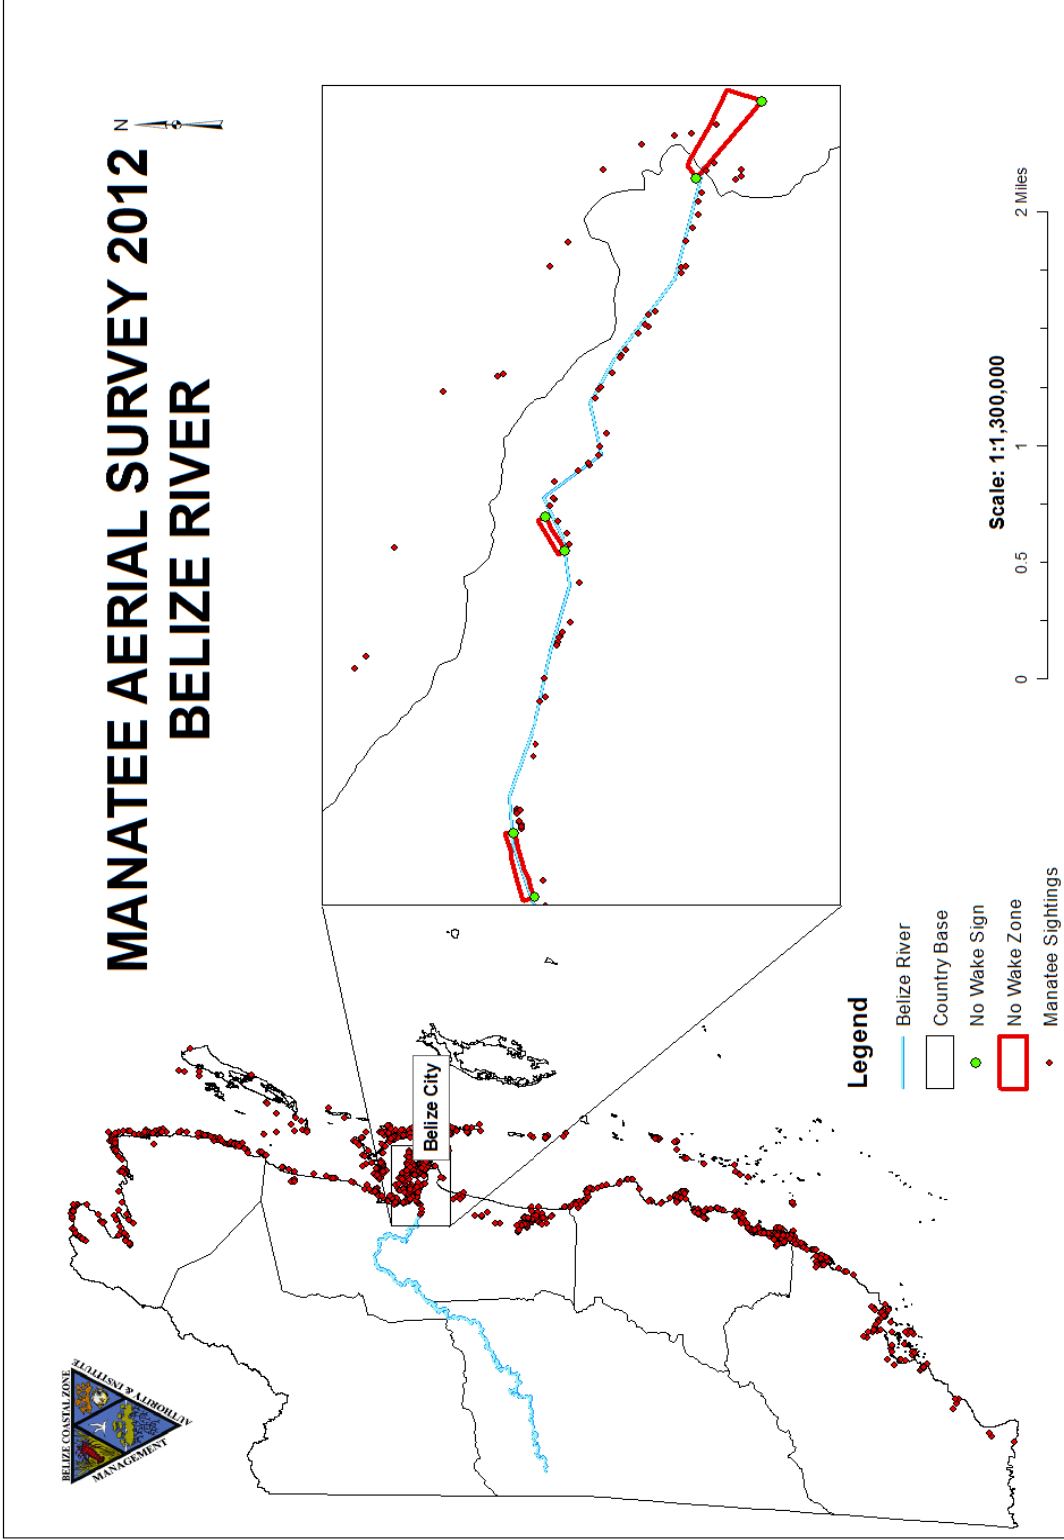 MANATEE AERIAL SURVEY 2012
BELIZE RIVER
N
BELIZE COASTAL ZONE
MANAGEMENT
AUTHORITY & INSTITUTE
Belize City
Legend
Belize River
Country Base
No Wake Sign
No Wake Zone
Manatee Sightings
Scale: 1:1,300,000
0 0.5 1 2 Miles